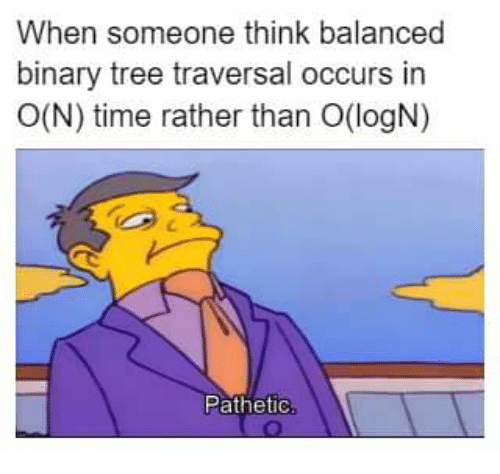 When someone think balanced
binary tree traversal occurs in
O(N) time rather than O(logN)
Pathetic.